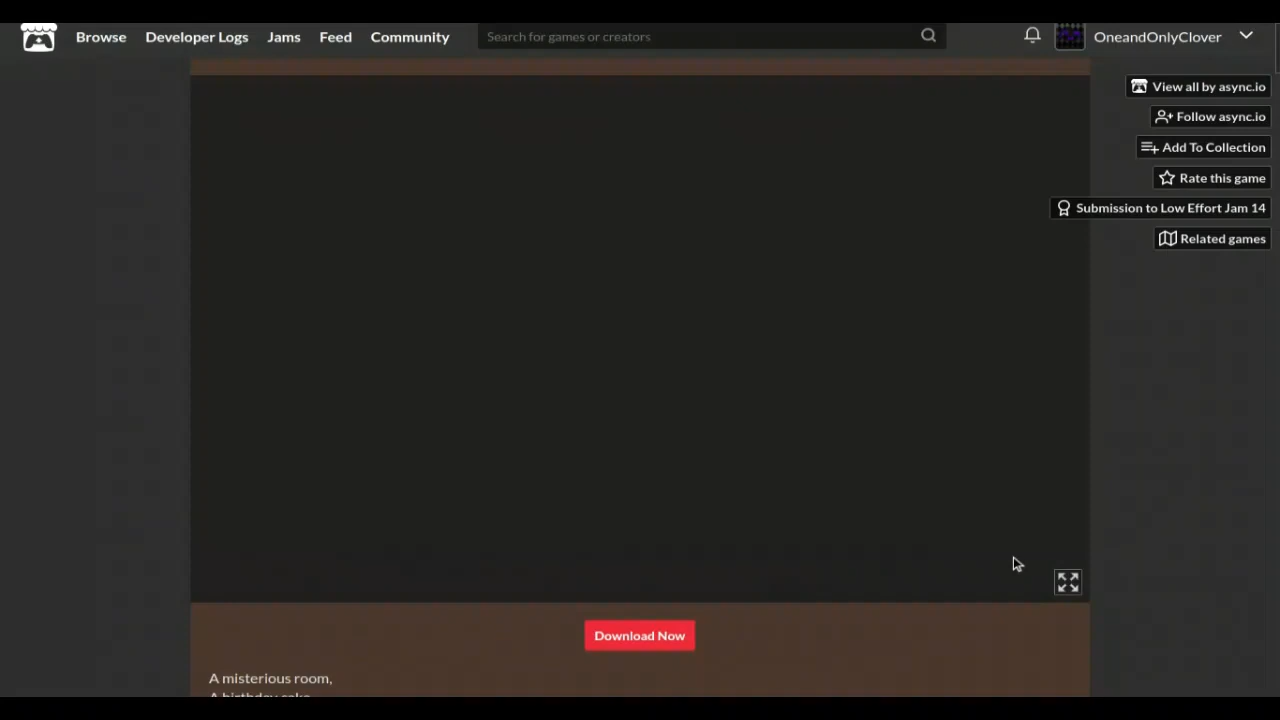 Browse Developer Logs Jams Feed Community Search for games or creators OneandOnlyClover
View all by async.io
Follow async.io
Add To Collection
Rate this game
Submission to Low Effort Jam 14
Related games
Download Now
A misterious room,
A birthday cake